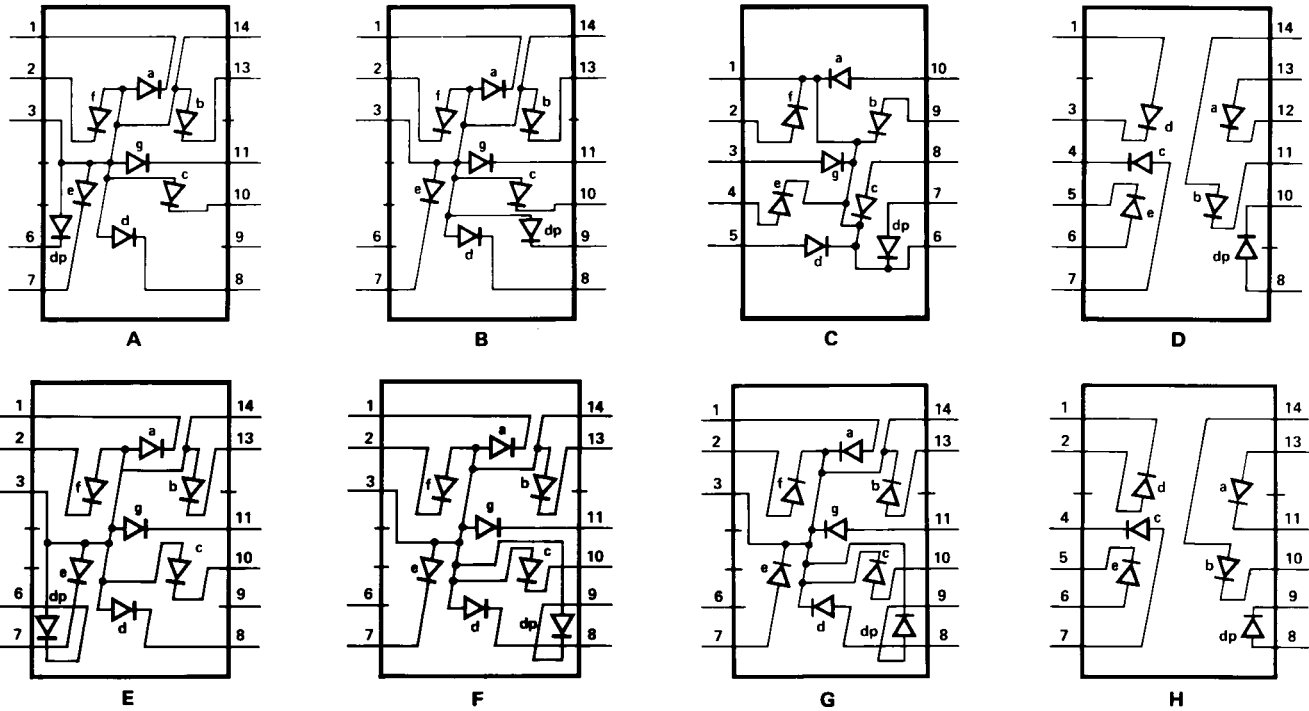 1 14
a
2 13
f b
3
g 11
e c
10
6 9
dp d
7 8
A
1 14
a
2 13
f b
3
g 11
e c
10
dp
6 9
d
7 8
B
a
1 10
f b
2 9
3 8
g
e c
4 7
dp
5 6
d
C
1 14
13
a
3 12
d
4 c 11
5 10
e b
6
dp
7 8
D
1 14
a
2 13
f b
3
g 11
c
e 10
dp
6 9
d
7 8
E
1 14
a
2 13
f b
3
g 11
c
e 10
6 9
d dp
7 8
F
1 14
a
2 13
f b
3
g 11
c
e 10
6 9
d dp
7 8
G
1 14
2 13
d a
4 c 11
5 10
e b
6 9
dp
7 8
H